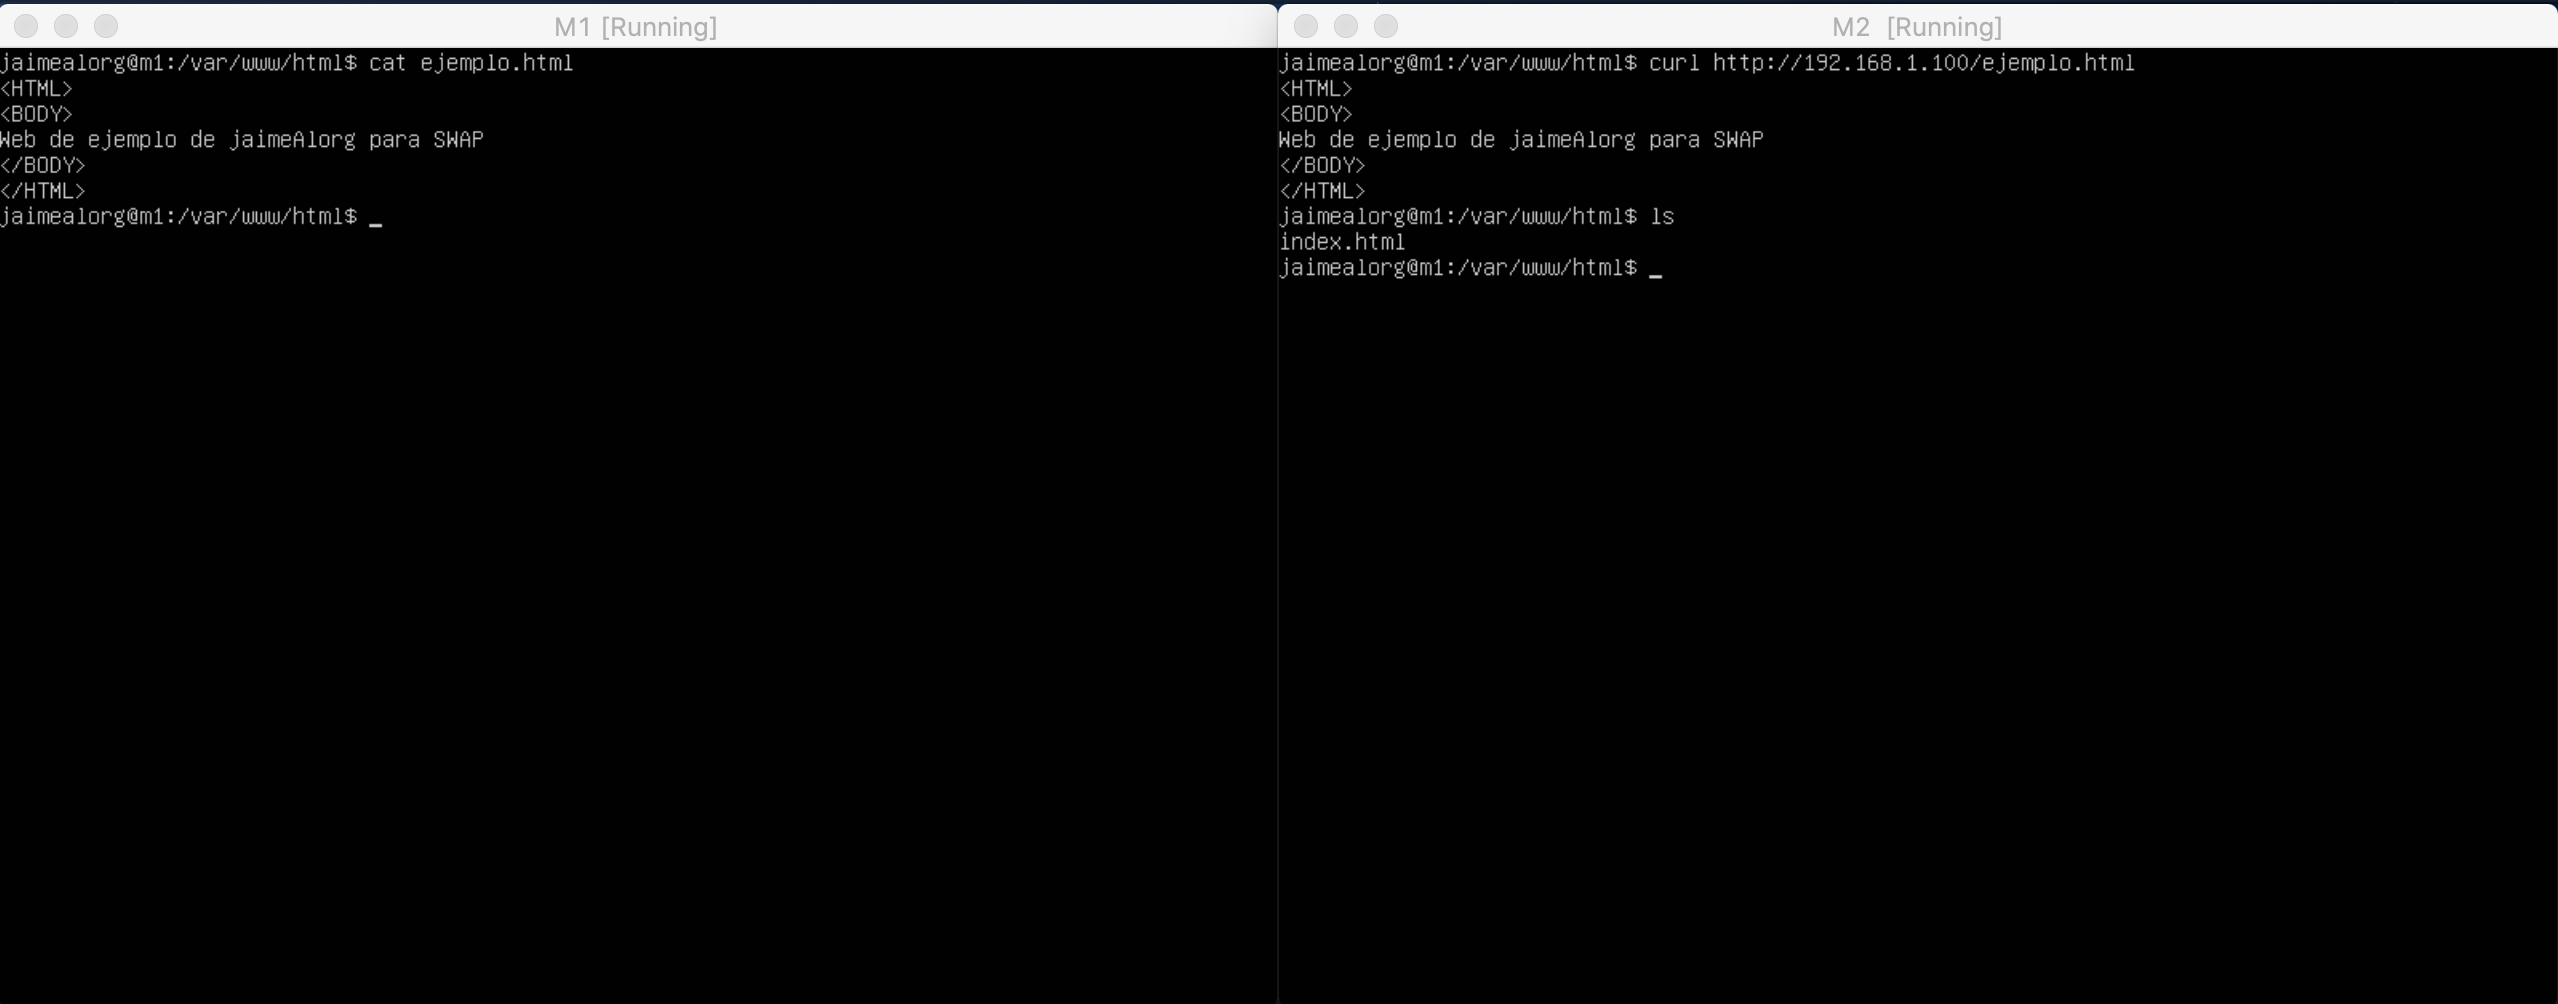 M1 [Running]
jaimealorg@m1:/var/www/html$ cat ejemplo.html
<HTML>
<BODY>
Web de ejemplo de jaimeAlorg para SWAP
</BODY>
</HTML>
jaimealorg@m1:/var/www/html$ _
M2 [Running]
jaimealorg@m1:/var/www/html$ curl http://192.168.1.100/ejemplo.html
<HTML>
<BODY>
Web de ejemplo de jaimeAlorg para SWAP
</BODY>
</HTML>
jaimealorg@m1:/var/www/html$ ls
index.html
jaimealorg@m1:/var/www/html$ _